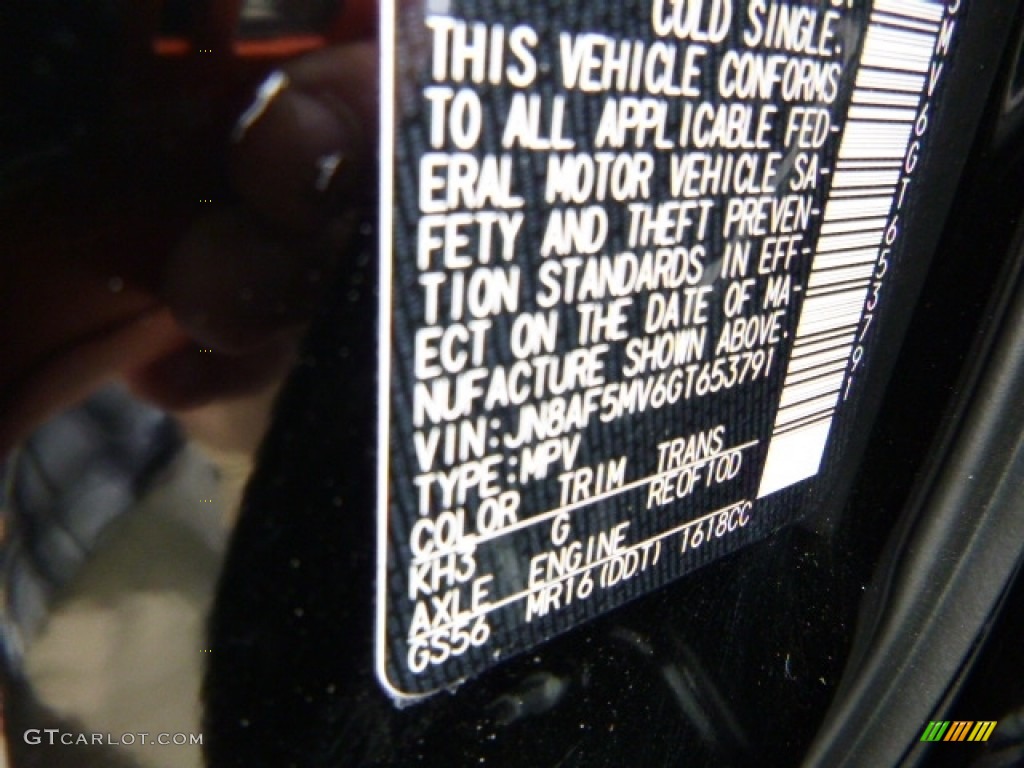 COLD SINGLE.
THIS VEHICLE CONFORMS
TO ALL APPLICABLE FED-
ERAL MOTOR VEHICLE SA-
FETY AND THEFT PREVEN-
TION STANDARDS IN EFF-
ECT ON THE DATE OF MA-
NUFACTURE SHOWN ABOVE.
VIN:JN8AF5MV6GT653791
TYPE:MPV
COLOR TRIM TRANS
KH3 G RE0F10D
AXLE ENGINE
GS56 MR16(DDT) 1618CC
5MV6GT653791
GTCARLOT.COM